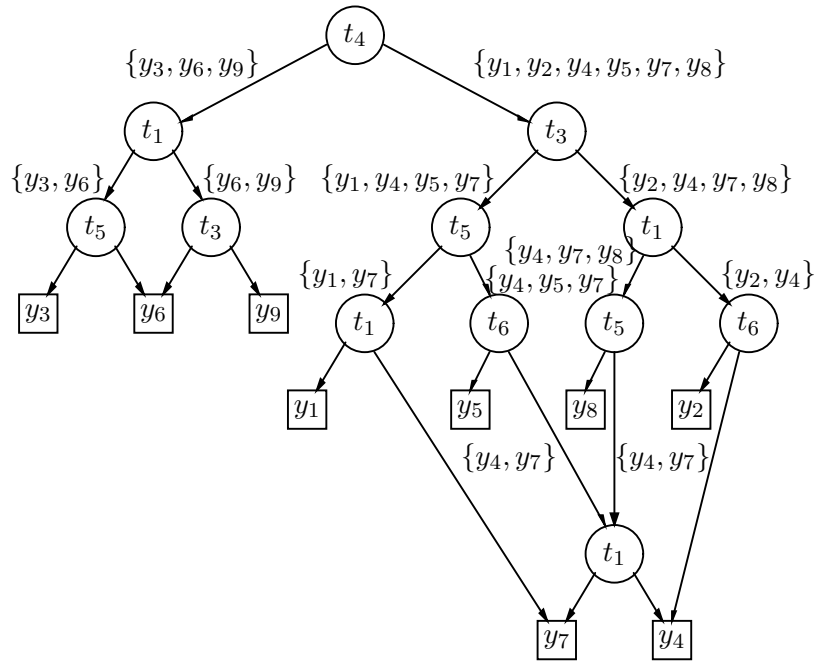 t4
{y3, y6, y9} {y1, y2, y4, y5, y7, y8}
t1 t3
{y3, y6} {y6, y9} {y1, y4, y5, y7} {y2, y4, y7, y8}
t5 t3 t5 t1
{y4, y7, y8}
{y1, y7} {y4, y5, y7} {y2, y4}
y3 y6 y9 t1 t6 t5 t6
y1 y5 y8 y2
{y4, y7} {y4, y7}
t1
y7 y4